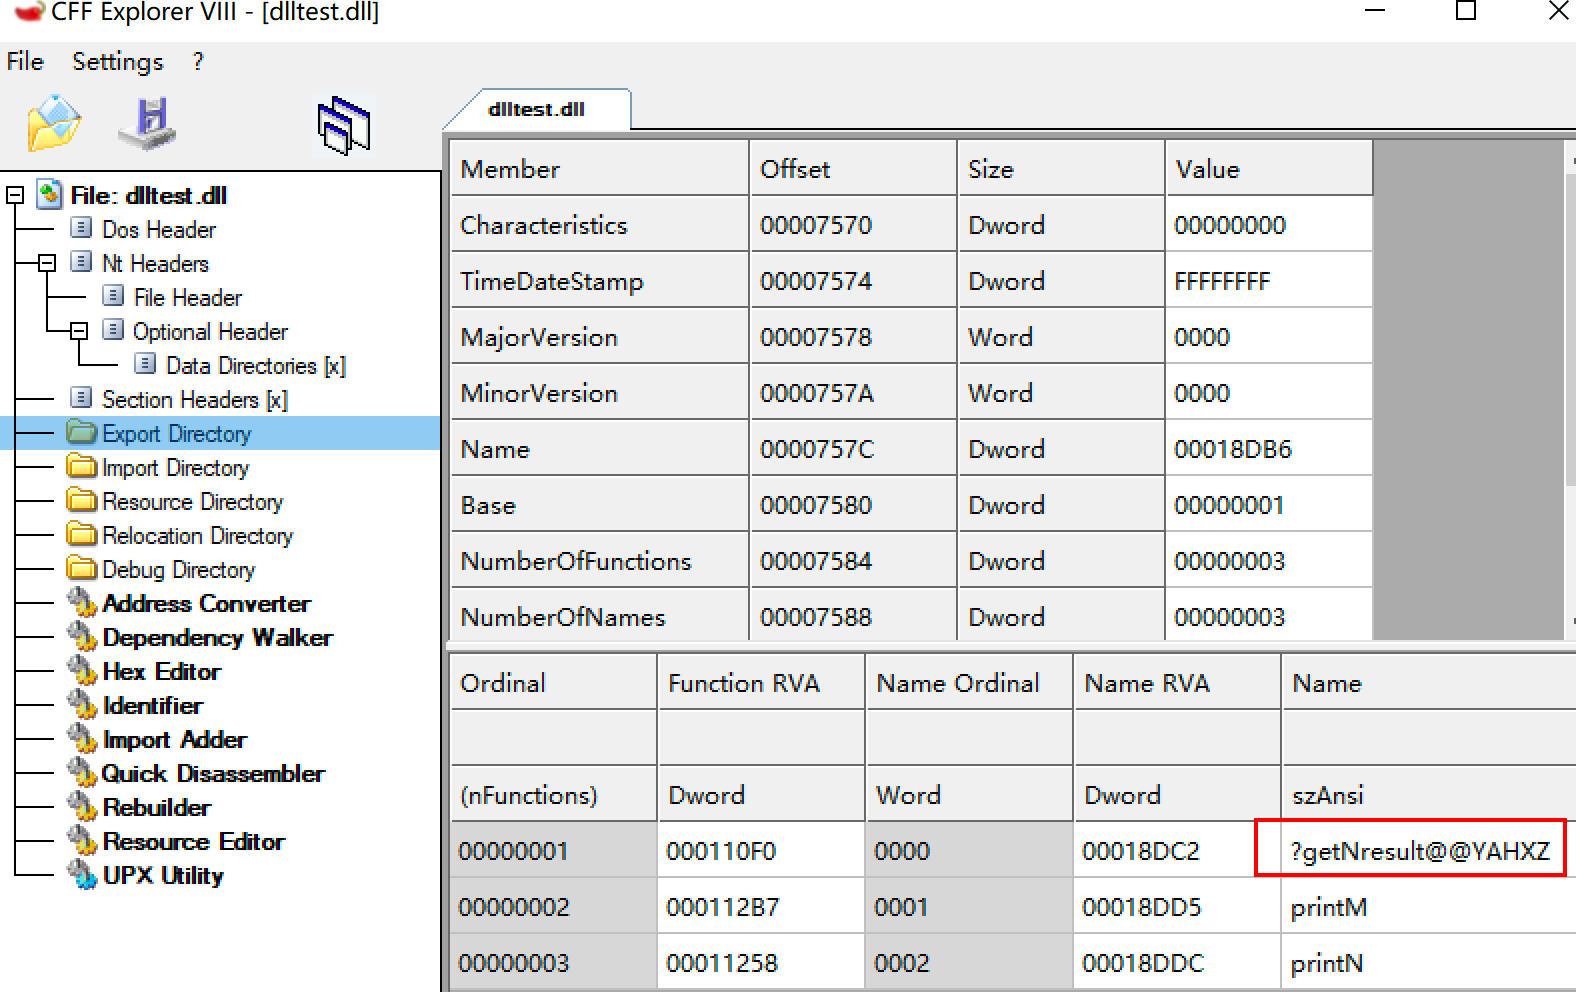 CFF Explorer VIII - [dlltest.dll]
File Settings ?
dlltest.dll
File: dlltest.dll
Dos Header
Nt Headers
File Header
Optional Header
Data Directories [x]
Section Headers [x]
Export Directory
Import Directory
Resource Directory
Relocation Directory
Debug Directory
Address Converter
Dependency Walker
Hex Editor
Identifier
Import Adder
Quick Disassembler
Rebuilder
Resource Editor
UPX Utility
Member Offset Size Value
Characteristics 00007570 Dword 00000000
TimeDateStamp 00007574 Dword FFFFFFFF
MajorVersion 00007578 Word 0000
MinorVersion 0000757A Word 0000
Name 0000757C Dword 00018DB6
Base 00007580 Dword 00000001
NumberOfFunctions 00007584 Dword 00000003
NumberOfNames 00007588 Dword 00000003
Ordinal Function RVA Name Ordinal Name RVA Name
(nFunctions) Dword Word Dword szAnsi
00000001 000110F0 0000 00018DC2 ?getNresult@@YAHXZ
00000002 000112B7 0001 00018DD5 printM
00000003 00011258 0002 00018DDC printN